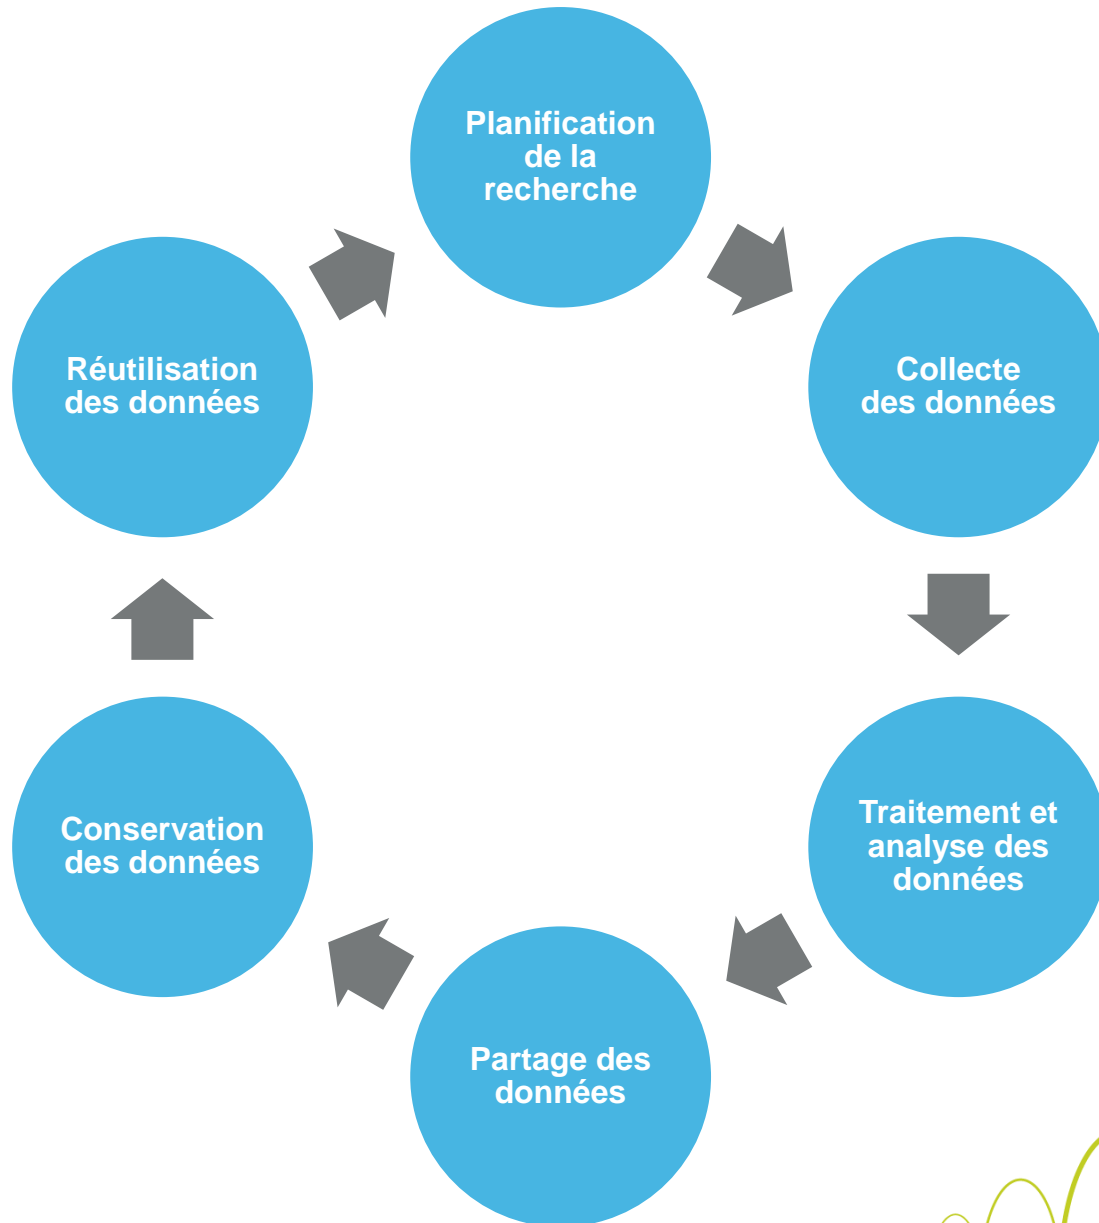 Planification
de la
recherche
Collecte
des données
Traitement et
analyse des
données
Partage des
données
Conservation
des données
Réutilisation
des données